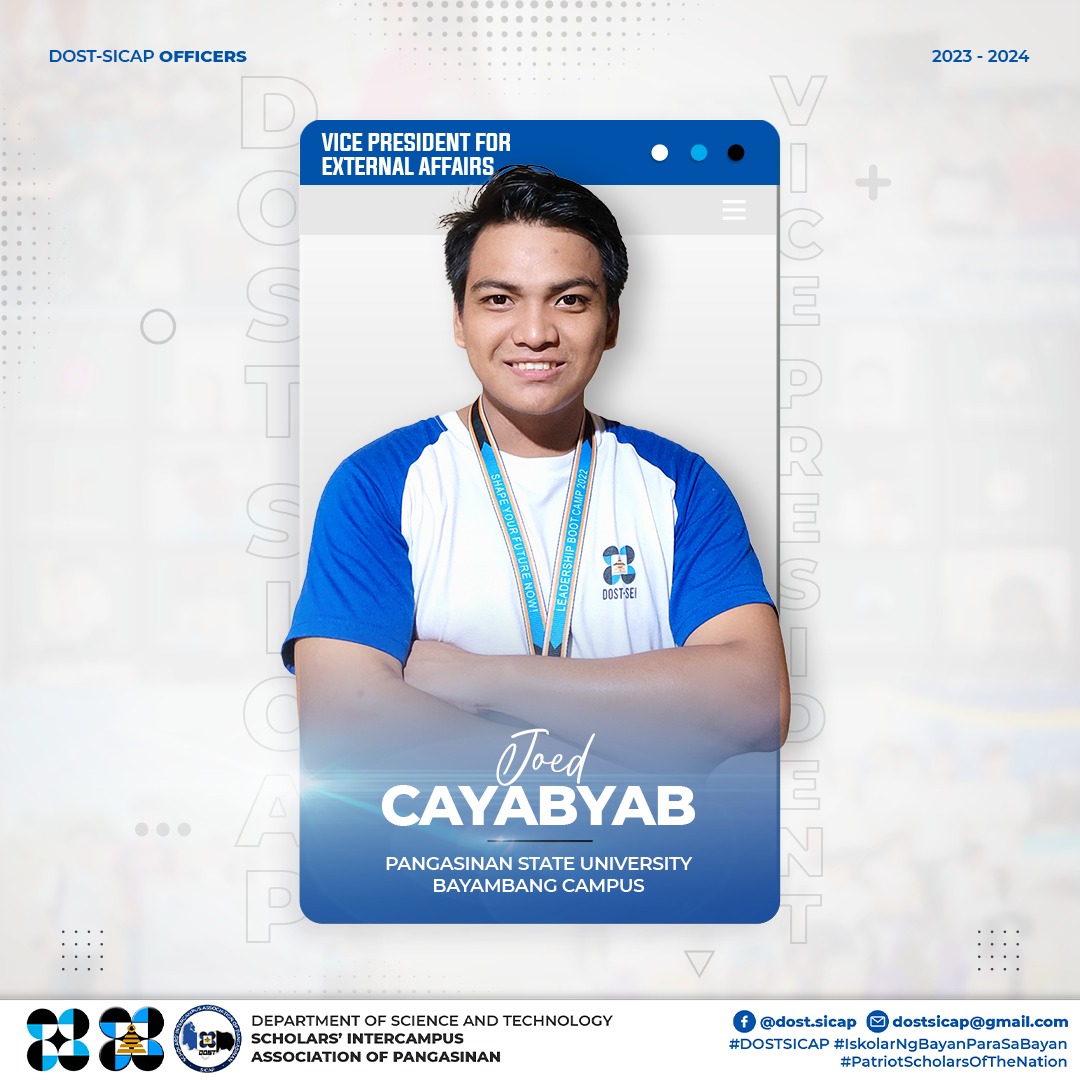 DOST-SICAP OFFICERS
2023 - 2024
DOST SICAP
VICE PRESIDENT
VICE PRESIDENT FOR
EXTERNAL AFFAIRS
SHAPE YOUR FUTURE NOW!
LEADERSHIP BOOT CAMP 2022
DOST-SEI
Joed
CAYABYAB
PANGASINAN STATE UNIVERSITY
BAYAMBANG CAMPUS
DOST
SICAP
DEPARTMENT OF SCIENCE AND TECHNOLOGY
SCHOLARS' INTERCAMPUS
ASSOCIATION OF PANGASINAN
@dost.sicap dostsicap@gmail.com
#DOSTSICAP #IskolarNgBayanParaSaBayan
#PatriotScholarsOfTheNation